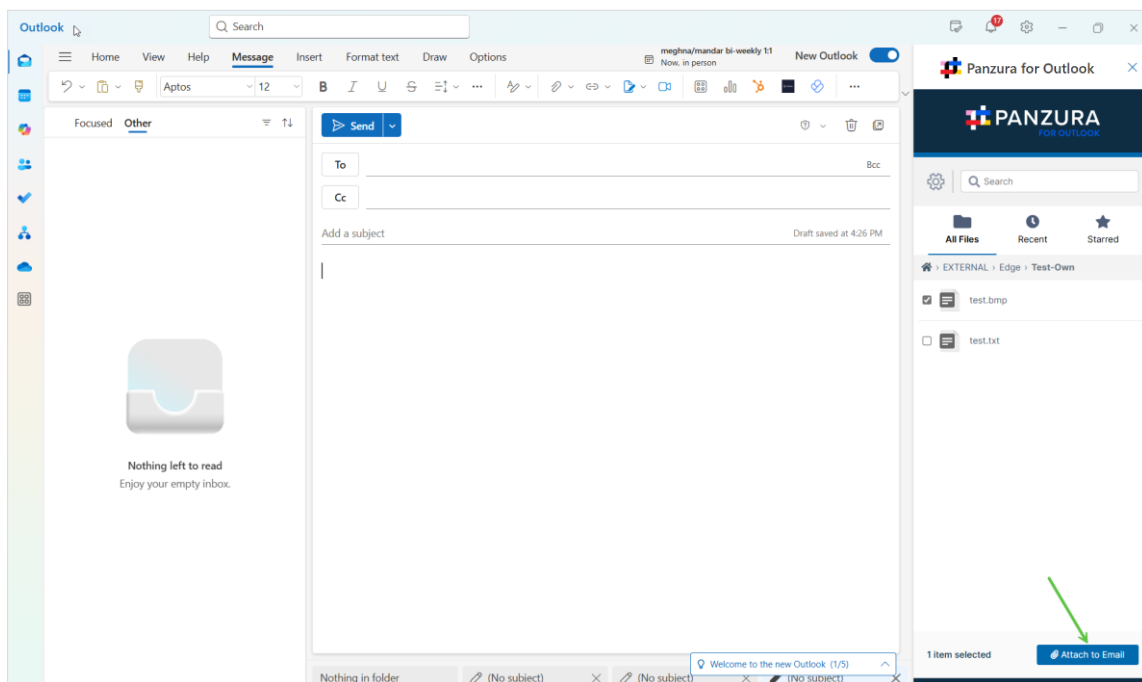 Outlook
Search
17
Home View Help Message Insert Format text Draw Options
meghna/mandar bi-weekly 1:1
Now, in person
New Outlook
Aptos 12 B I U S
Focused Other
Send
To
Bcc
Cc
Add a subject
Draft saved at 4:26 PM
Nothing left to read
Enjoy your empty inbox.
Welcome to the new Outlook (1/5)
Nothing in folder (No subject) (No subject) (No subject)
Panzura for Outlook
PANZURA
FOR OUTLOOK
Search
All Files Recent Starred
EXTERNAL › Edge › Test-Own
test.bmp
test.txt
1 item selected
Attach to Email